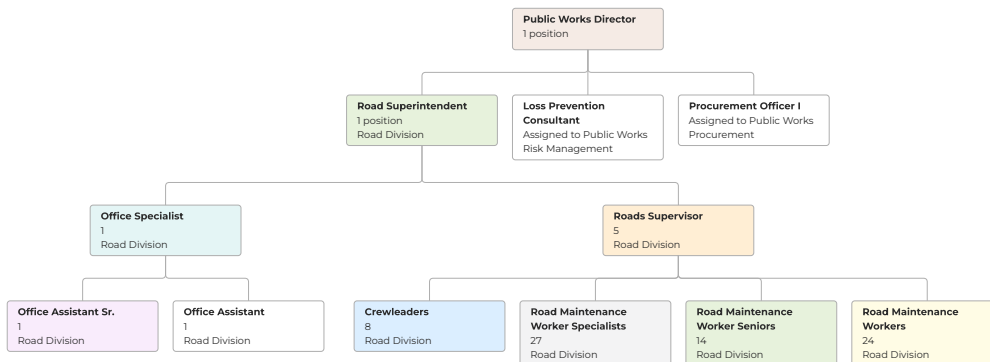 Public Works Director
1 position
Road Superintendent
1 position
Road Division
Loss Prevention
Consultant
Assigned to Public Works
Risk Management
Procurement Officer I
Assigned to Public Works
Procurement
Office Specialist
1
Road Division
Roads Supervisor
5
Road Division
Office Assistant Sr.
1
Road Division
Office Assistant
1
Road Division
Crewleaders
8
Road Division
Road Maintenance
Worker Specialists
27
Road Division
Road Maintenance
Worker Seniors
14
Road Division
Road Maintenance
Workers
24
Road Division